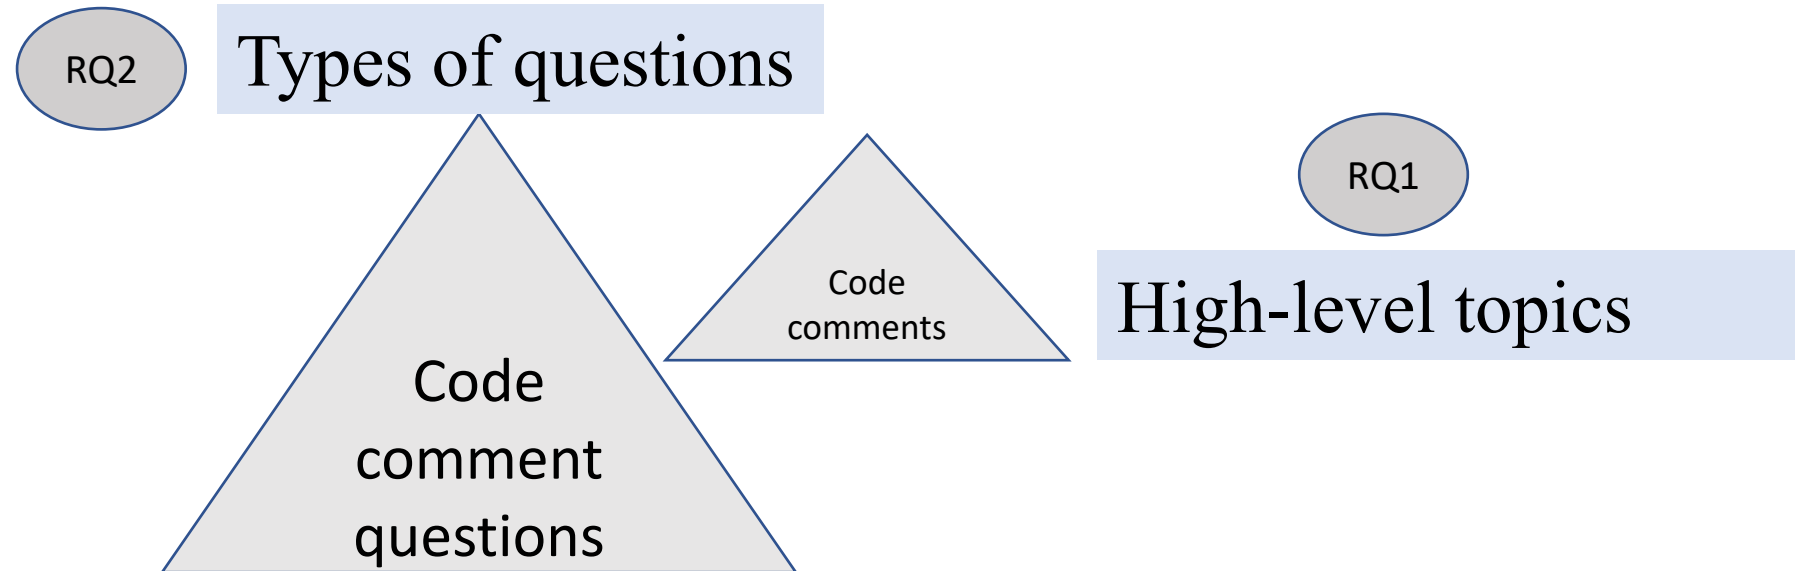 RQ2
Types of questions
RQ1
Code
comments
High-level topics
Code
comment
questions